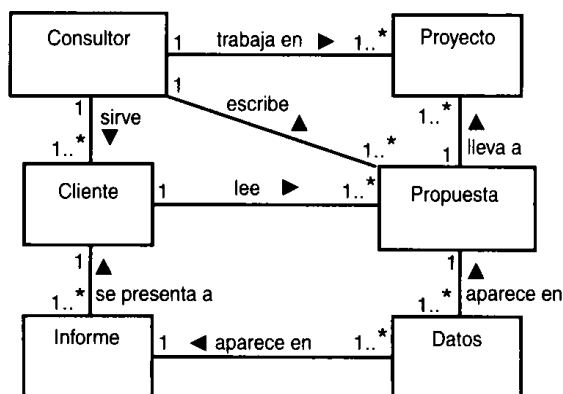 Consultor
1 trabaja en ► 1..*
Proyecto
1
1 sirve ▼
1..*
escribe ▲
1..*
1..* ▲
1 lleva a
Cliente
1 lee ► 1..*
Propuesta
1 ▲
1..* se presenta a
1 ▲
1..* aparece en
Informe
1 ◄ aparece en 1..*
Datos